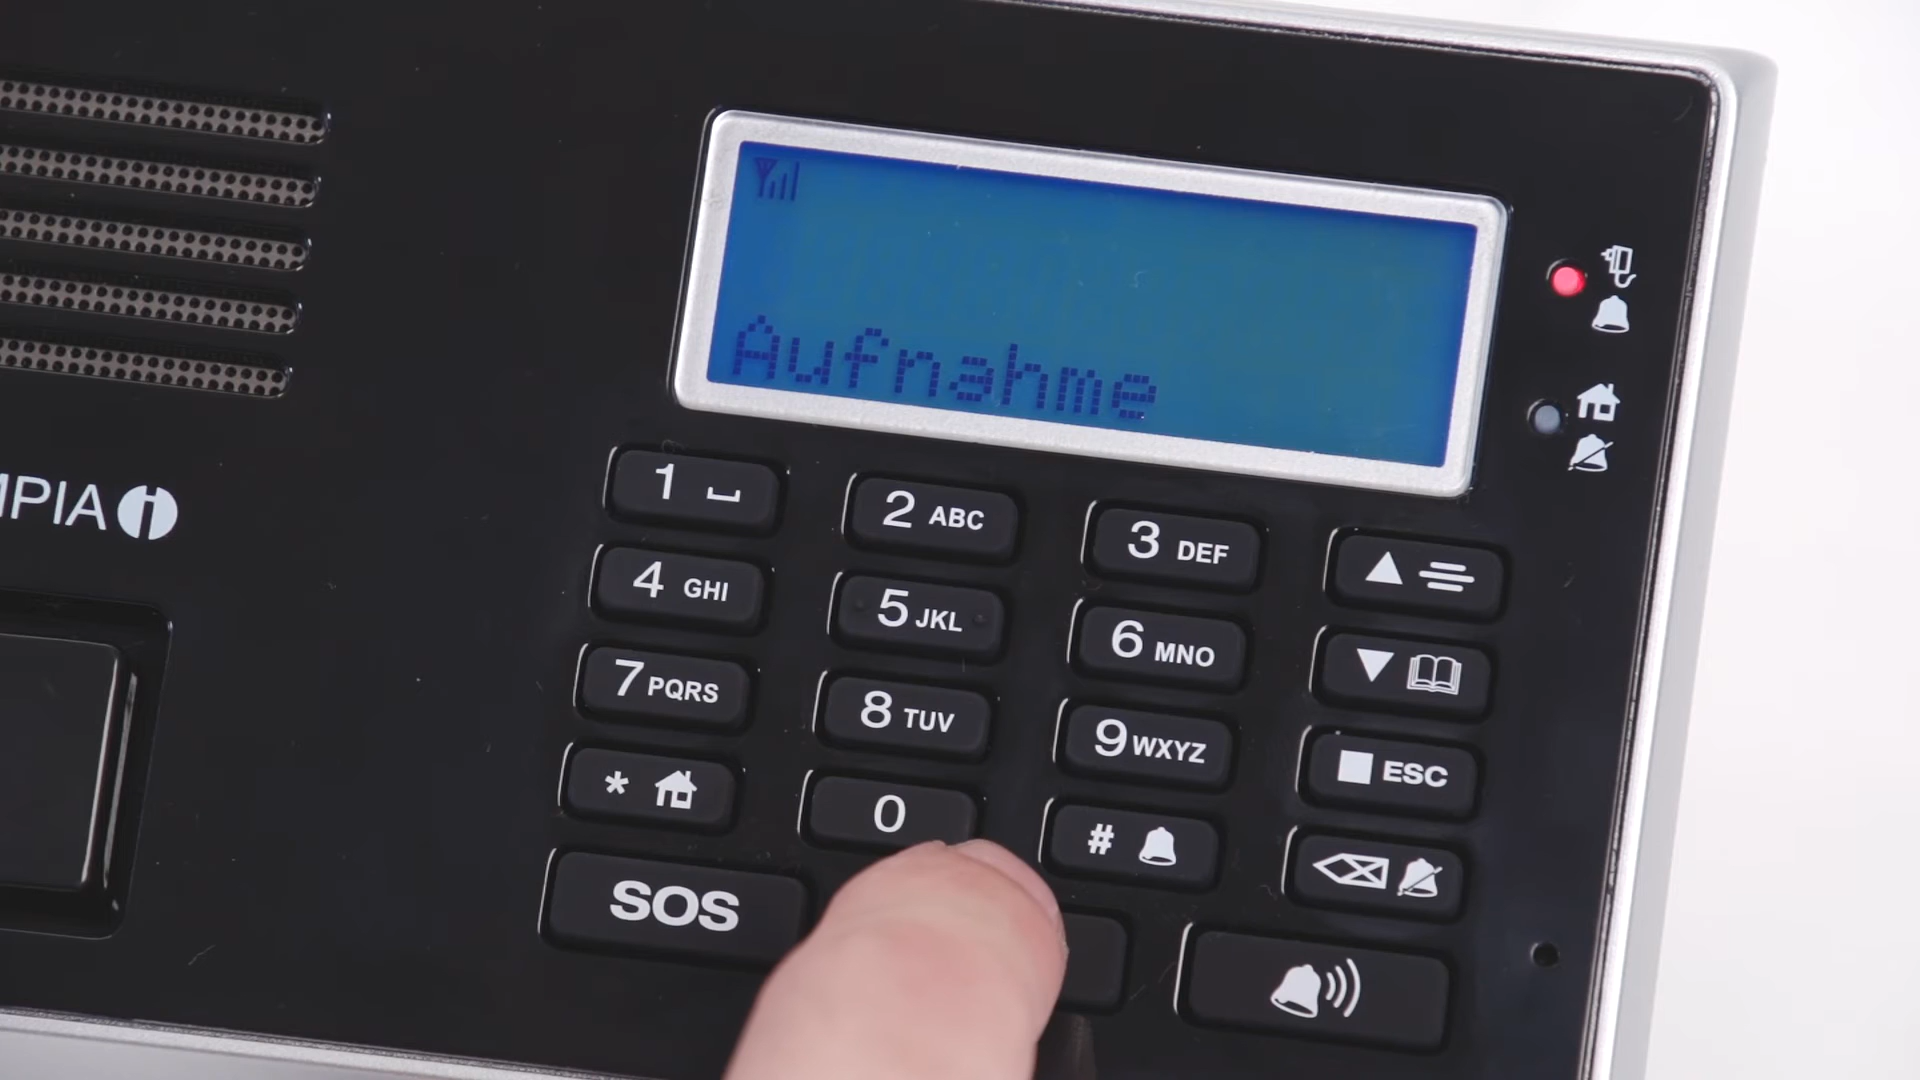 Aufnahme
MPIA
1
2 ABC
3 DEF
4 GHI
5 JKL
6 MNO
7 PQRS
8 TUV
9 WXYZ
ESC
*
0
#
SOS